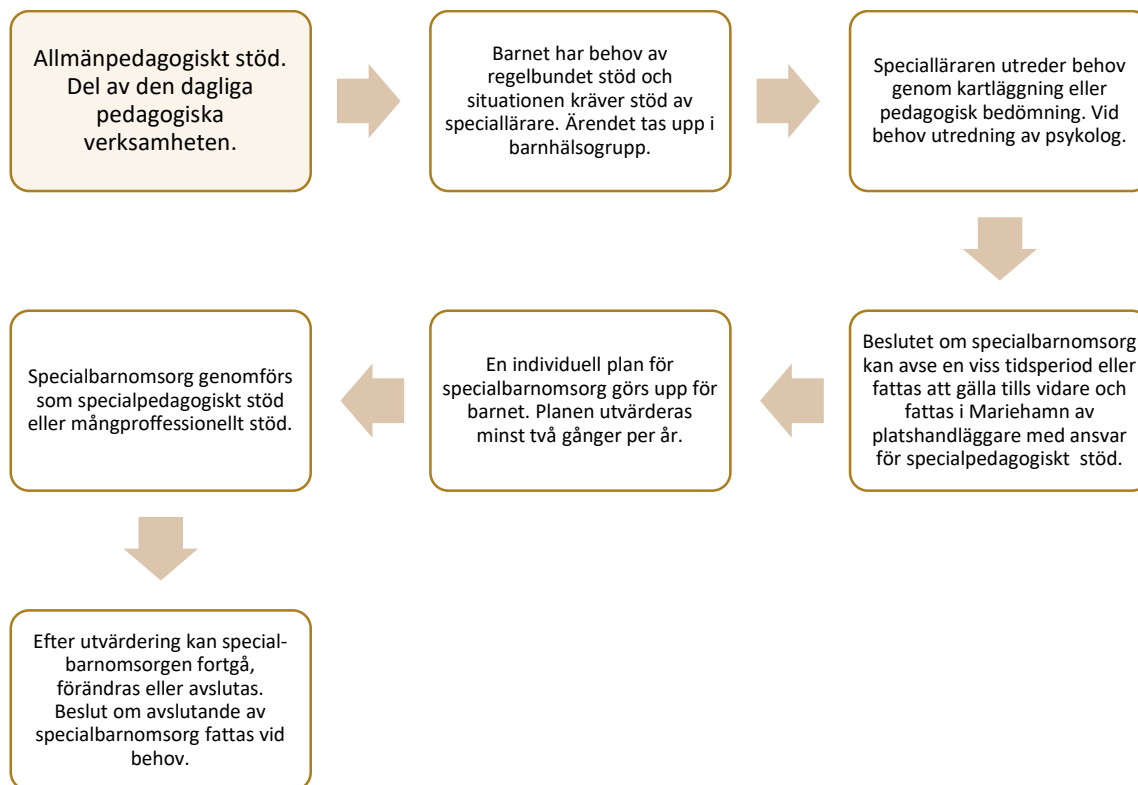 Allmänpedagogiskt stöd.
Del av den dagliga
pedagogiska
verksamheten.
Barnet har behov av
regelbundet stöd och
situationen kräver stöd av
speciallärare. Ärendet tas upp i
barnhälsogrupp.
Specialläraren utreder behov
genom kartläggning eller
pedagogisk bedömning. Vid
behov utredning av psykolog.
Beslutet om specialbarnomsorg
kan avse en viss tidsperiod eller
fattas att gälla tills vidare och
fattas i Mariehamn av
platshandläggare med ansvar
för specialpedagogiskt stöd.
En individuell plan för
specialbarnomsorg görs upp för
barnet. Planen utvärderas
minst två gånger per år.
Specialbarnomsorg genomförs
som specialpedagogiskt stöd
eller mångproffessionellt stöd.
Efter utvärdering kan special-
barnomsorgen fortgå,
förändras eller avslutas.
Beslut om avslutande av
specialbarnomsorg fattas vid
behov.